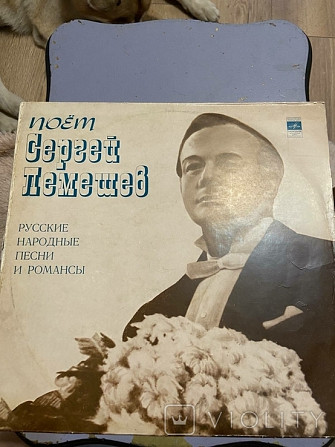 поёт
Сергей
Лемешев
РУССКИЕ
НАРОДНЫЕ
ПЕСНИ
И РОМАНСЫ
VIOLITY